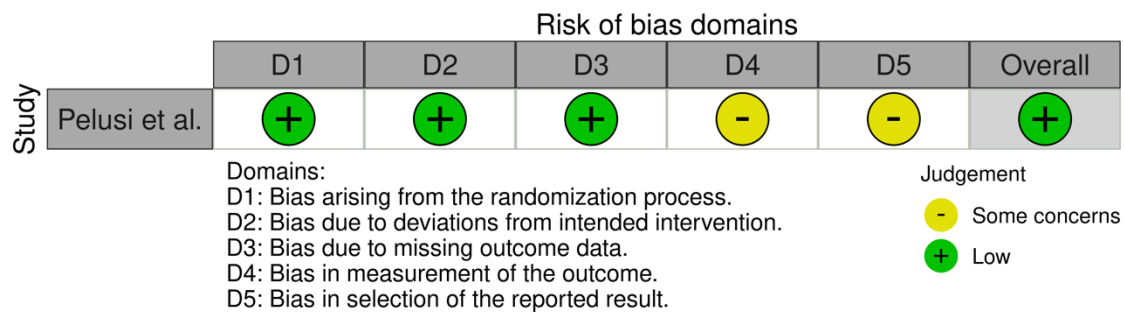 Risk of bias domains
D1 D2 D3 D4 D5 Overall
Study
Pelusi et al. + + + - - +
Domains:
D1: Bias arising from the randomization process.
D2: Bias due to deviations from intended intervention.
D3: Bias due to missing outcome data.
D4: Bias in measurement of the outcome.
D5: Bias in selection of the reported result.
Judgement
- Some concerns
+ Low